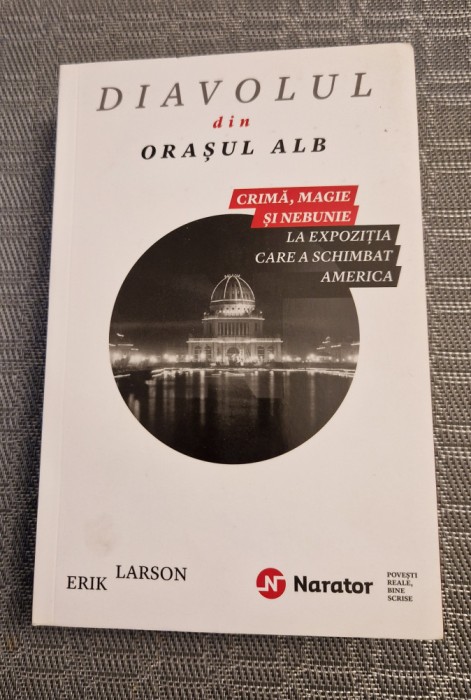 DIAVOLUL
din
ORAȘUL ALB
CRIMĂ, MAGIE
ȘI NEBUNIE
LA EXPOZIȚIA
CARE A SCHIMBAT
AMERICA
ERIK LARSON
N Narator
POVEȘTI
REALE,
BINE
SCRISE